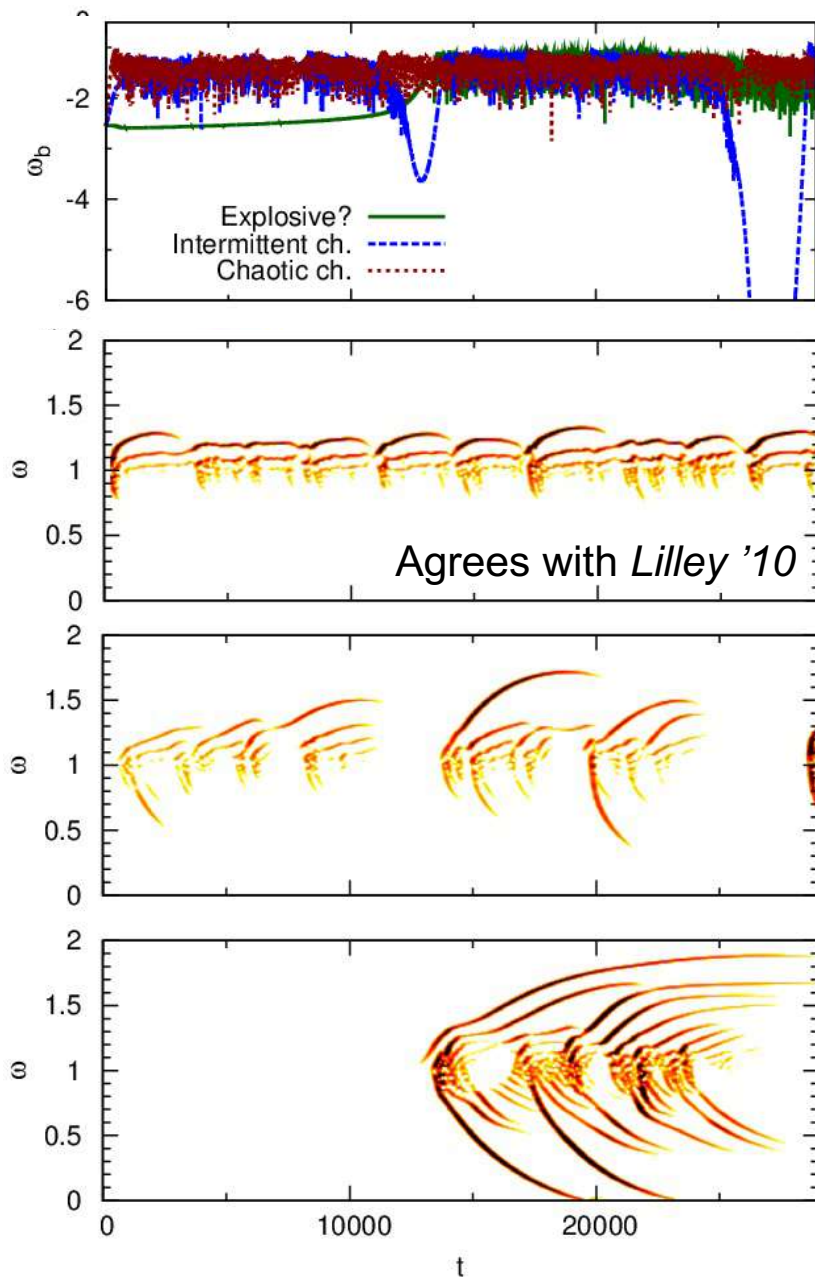 -2
-4
-6
ω_b
Explosive?
Intermittent ch.
Chaotic ch.
2
1.5
1
0.5
0
ω
Agrees with Lilley '10
2
1.5
1
0.5
0
ω
2
1.5
1
0.5
0
ω
0 10000 20000
t